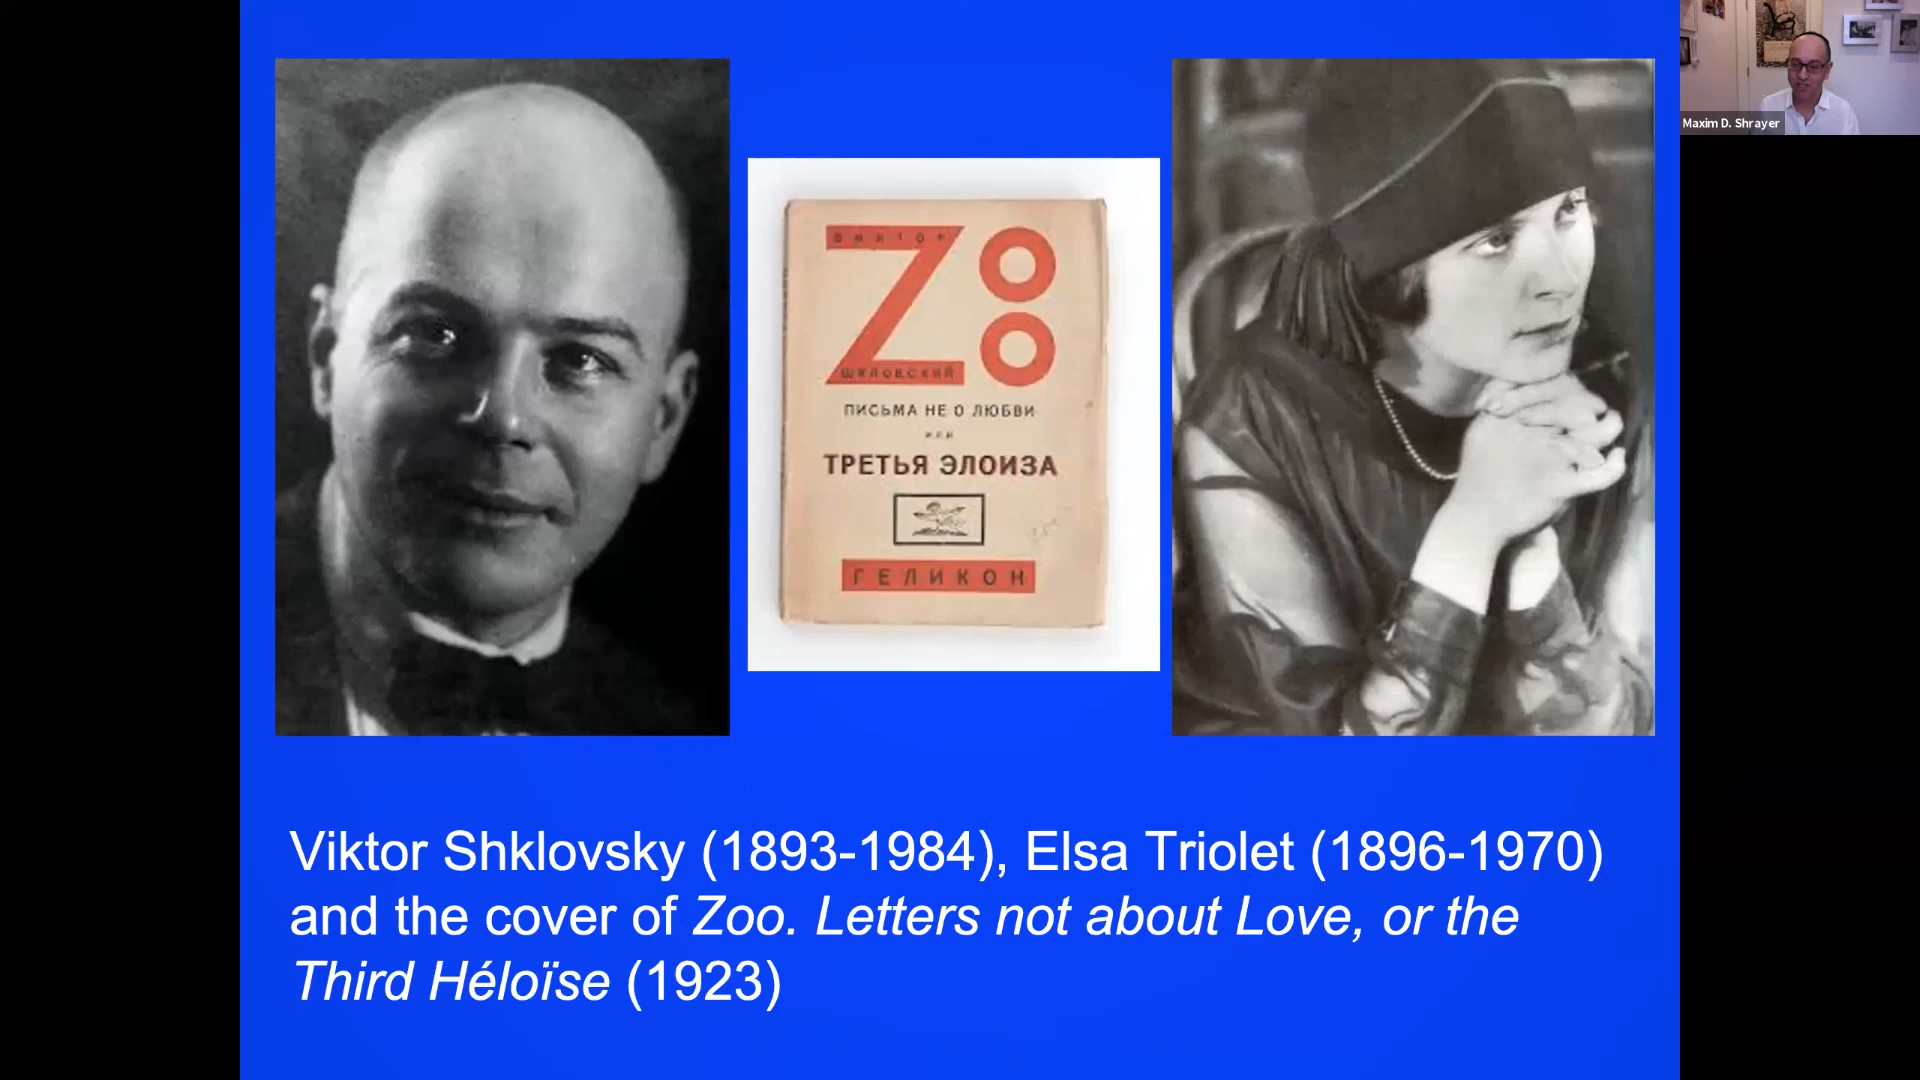 Maxim D. Shrayer
ВИКТОР
ZOO
ШКЛОВСКИЙ
ПИСЬМА НЕ О ЛЮБВИ
ИЛИ
ТРЕТЬЯ ЭЛОИЗА
ГЕЛИКОН
Viktor Shklovsky (1893-1984), Elsa Triolet (1896-1970)
and the cover of Zoo. Letters not about Love, or the
Third Héloïse (1923)